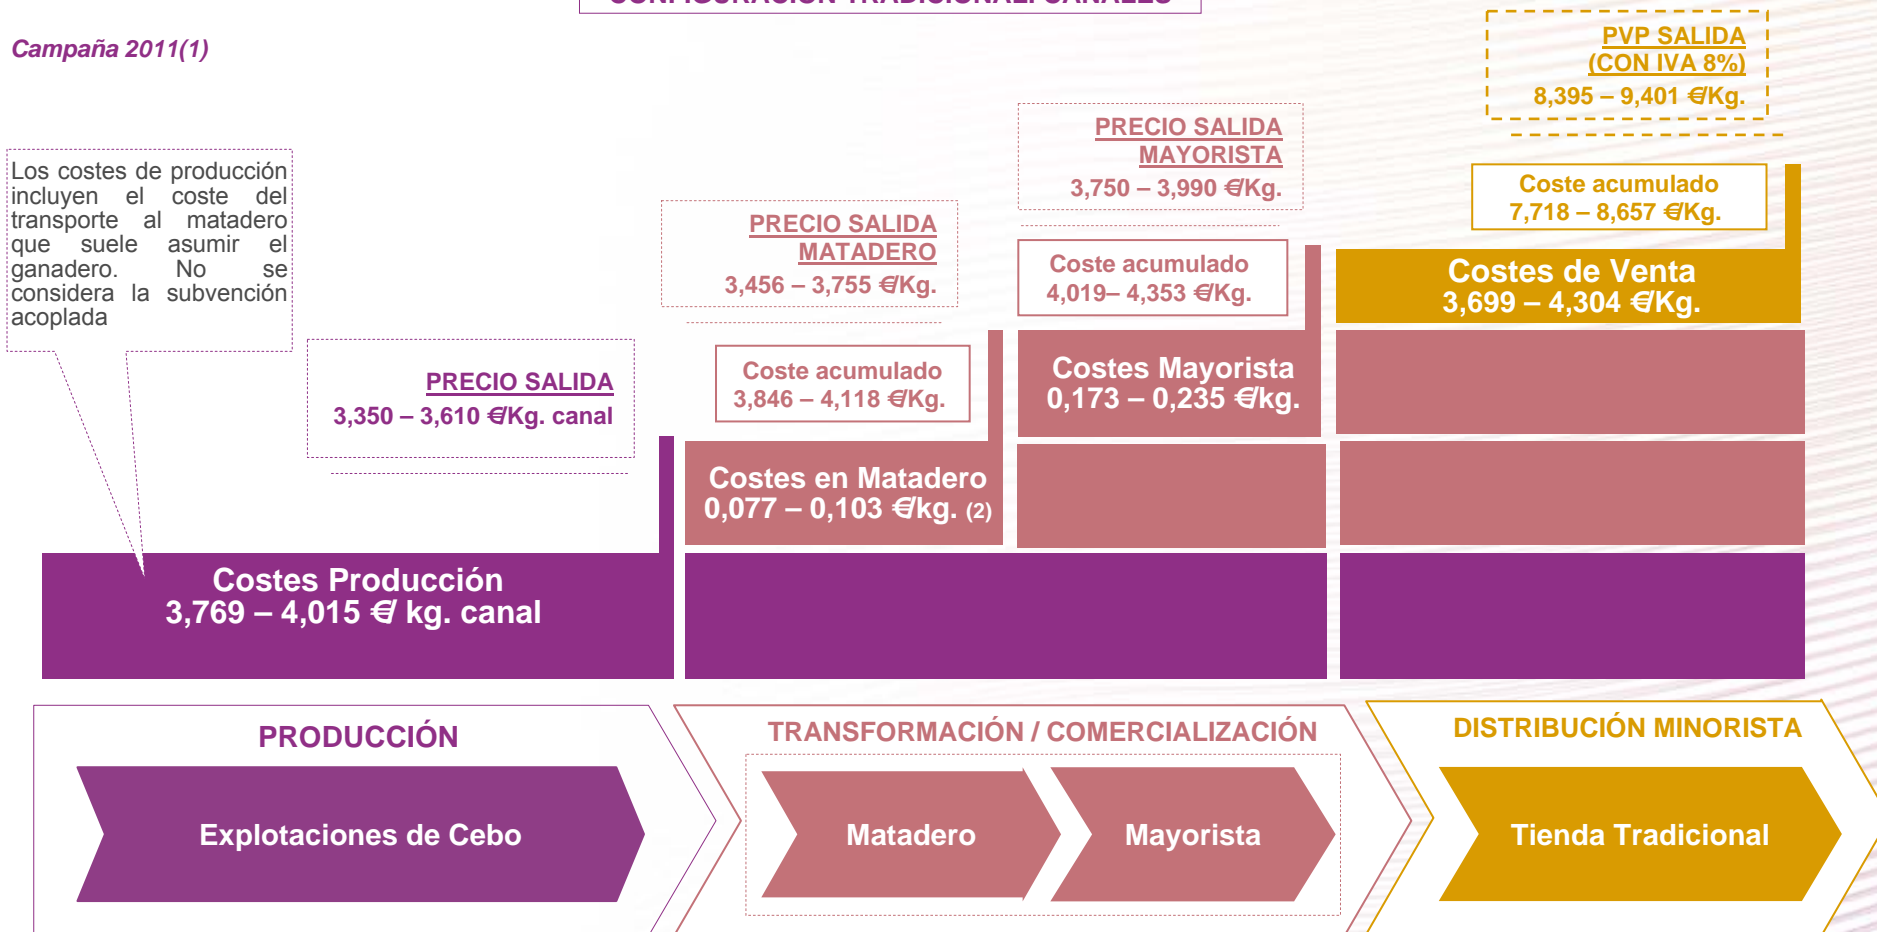 CONFIGURACIÓN TRADICIONAL: CANALES
Campaña 2011(1)
PVP SALIDA
(CON IVA 8%)
8,395 – 9,401 €/Kg.
PRECIO SALIDA
MAYORISTA
3,750 – 3,990 €/Kg.
Los costes de producción
incluyen el coste del
transporte al matadero
que suele asumir el
ganadero. No se
considera la subvención
acoplada
Coste acumulado
7,718 – 8,657 €/Kg.
PRECIO SALIDA
MATADERO
3,456 – 3,755 €/Kg.
Coste acumulado
4,019– 4,353 €/Kg.
Costes de Venta
3,699 – 4,304 €/Kg.
PRECIO SALIDA
3,350 – 3,610 €/Kg. canal
Coste acumulado
3,846 – 4,118 €/Kg.
Costes Mayorista
0,173 – 0,235 €/kg.
Costes en Matadero
0,077 – 0,103 €/kg. (2)
Costes Producción
3,769 – 4,015 €/ kg. canal
PRODUCCIÓN
TRANSFORMACIÓN / COMERCIALIZACIÓN
DISTRIBUCIÓN MINORISTA
Explotaciones de Cebo
Matadero
Mayorista
Tienda Tradicional